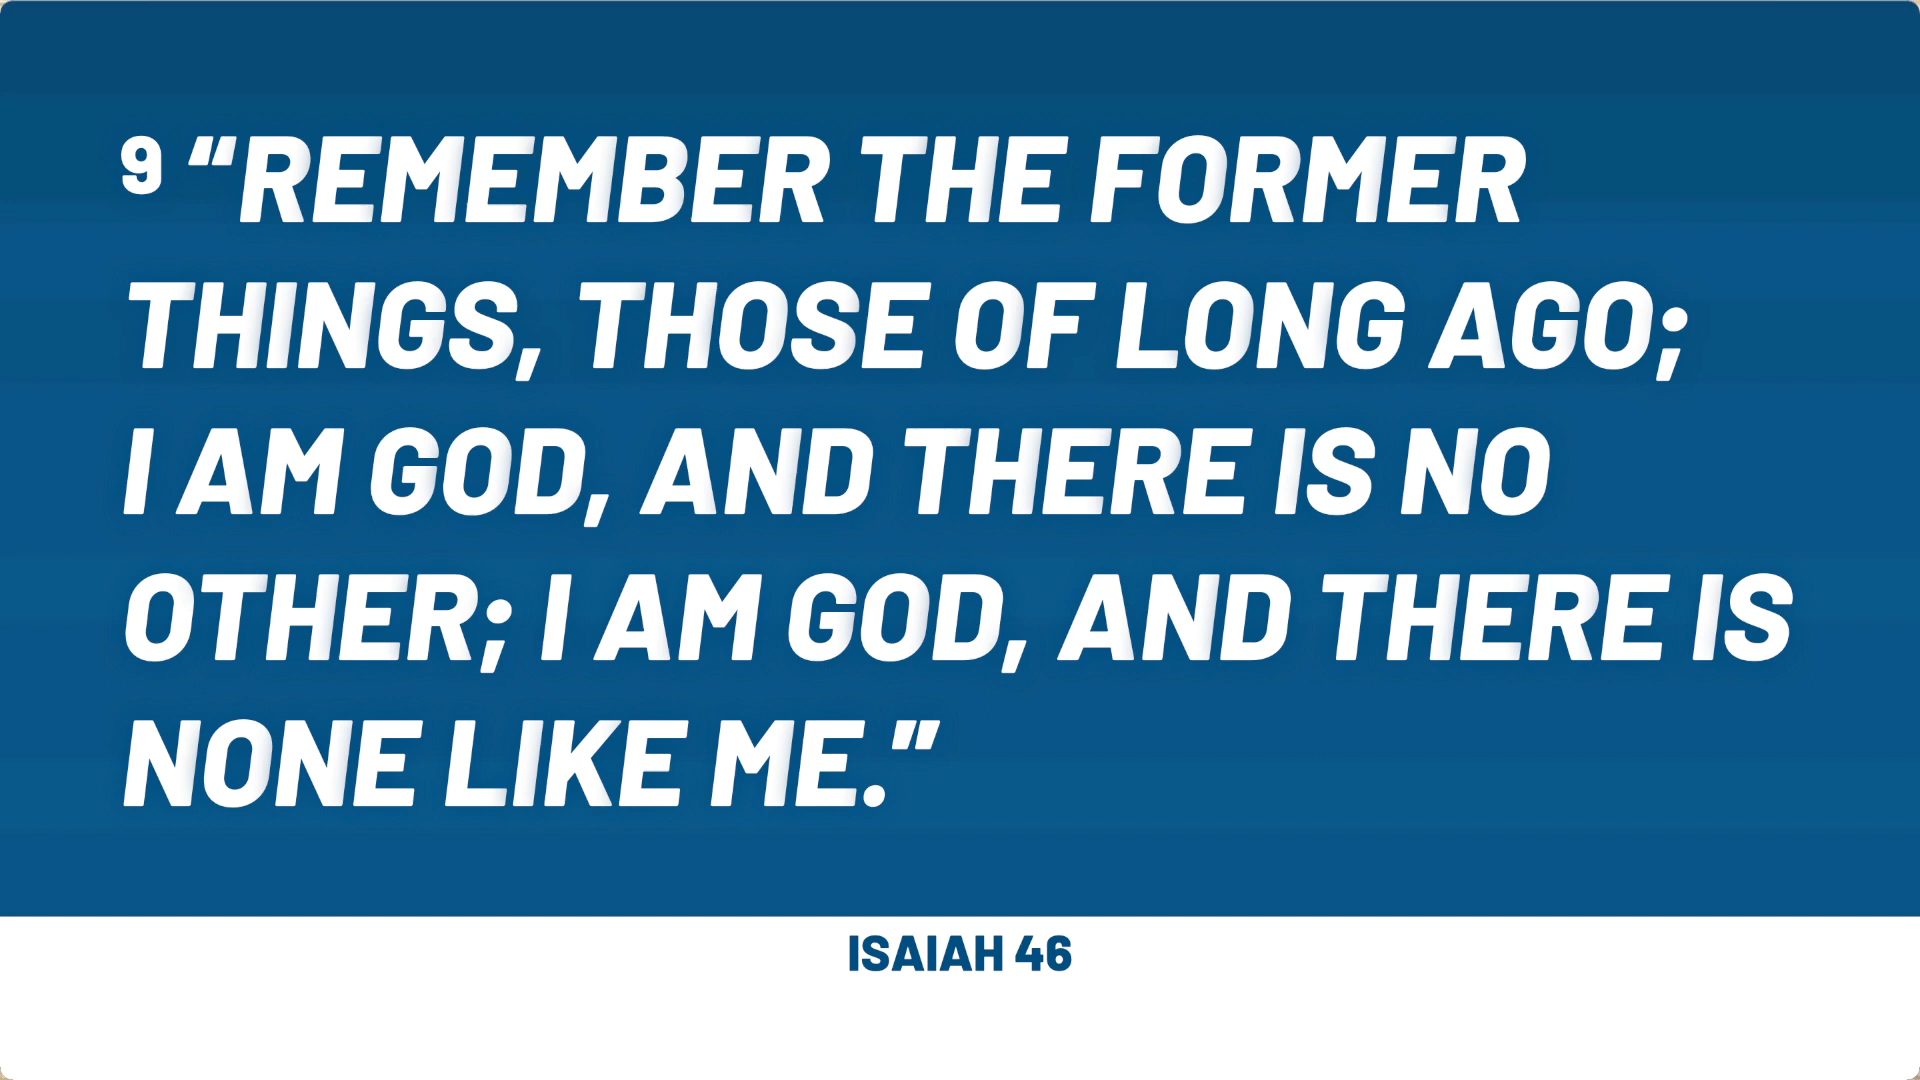 9 “REMEMBER THE FORMER
THINGS, THOSE OF LONG AGO;
I AM GOD, AND THERE IS NO
OTHER; I AM GOD, AND THERE IS
NONE LIKE ME.”
ISAIAH 46